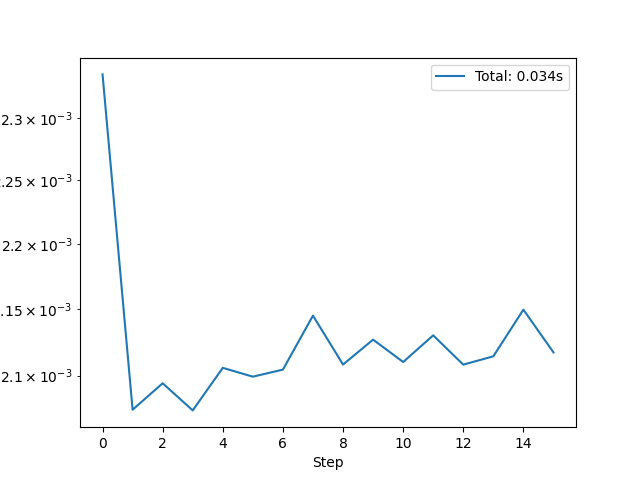 Total: 0.034s
2.3 × 10⁻³
.25 × 10⁻³
2.2 × 10⁻³
.15 × 10⁻³
2.1 × 10⁻³
0 2 4 6 8 10 12 14
Step